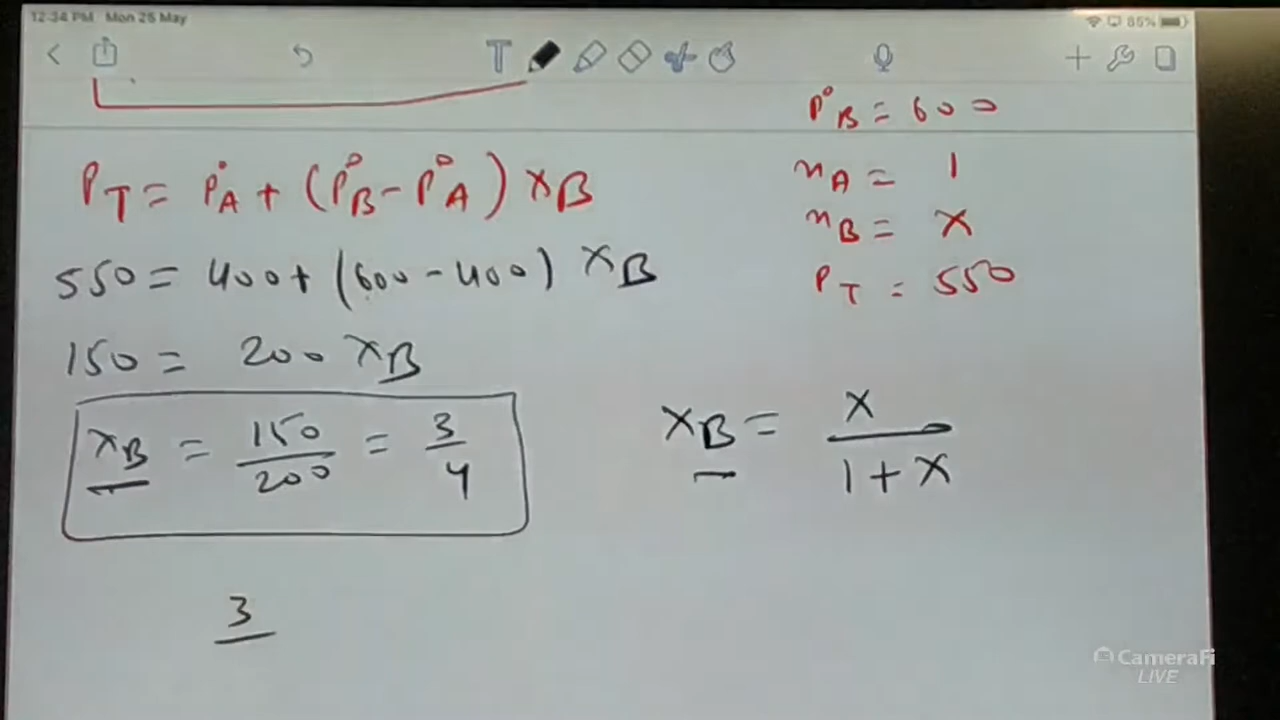 12:34 PM Mon 25 May
85%
P°B = 600
PT = P°A + (P°B - P°A) xB
nA = 1
nB = x
550 = 400 + (600 - 400) xB
PT = 550
150 = 200 xB
xB = 150/200 = 3/4
xB = x/(1 + x)
3
CameraFi
LIVE